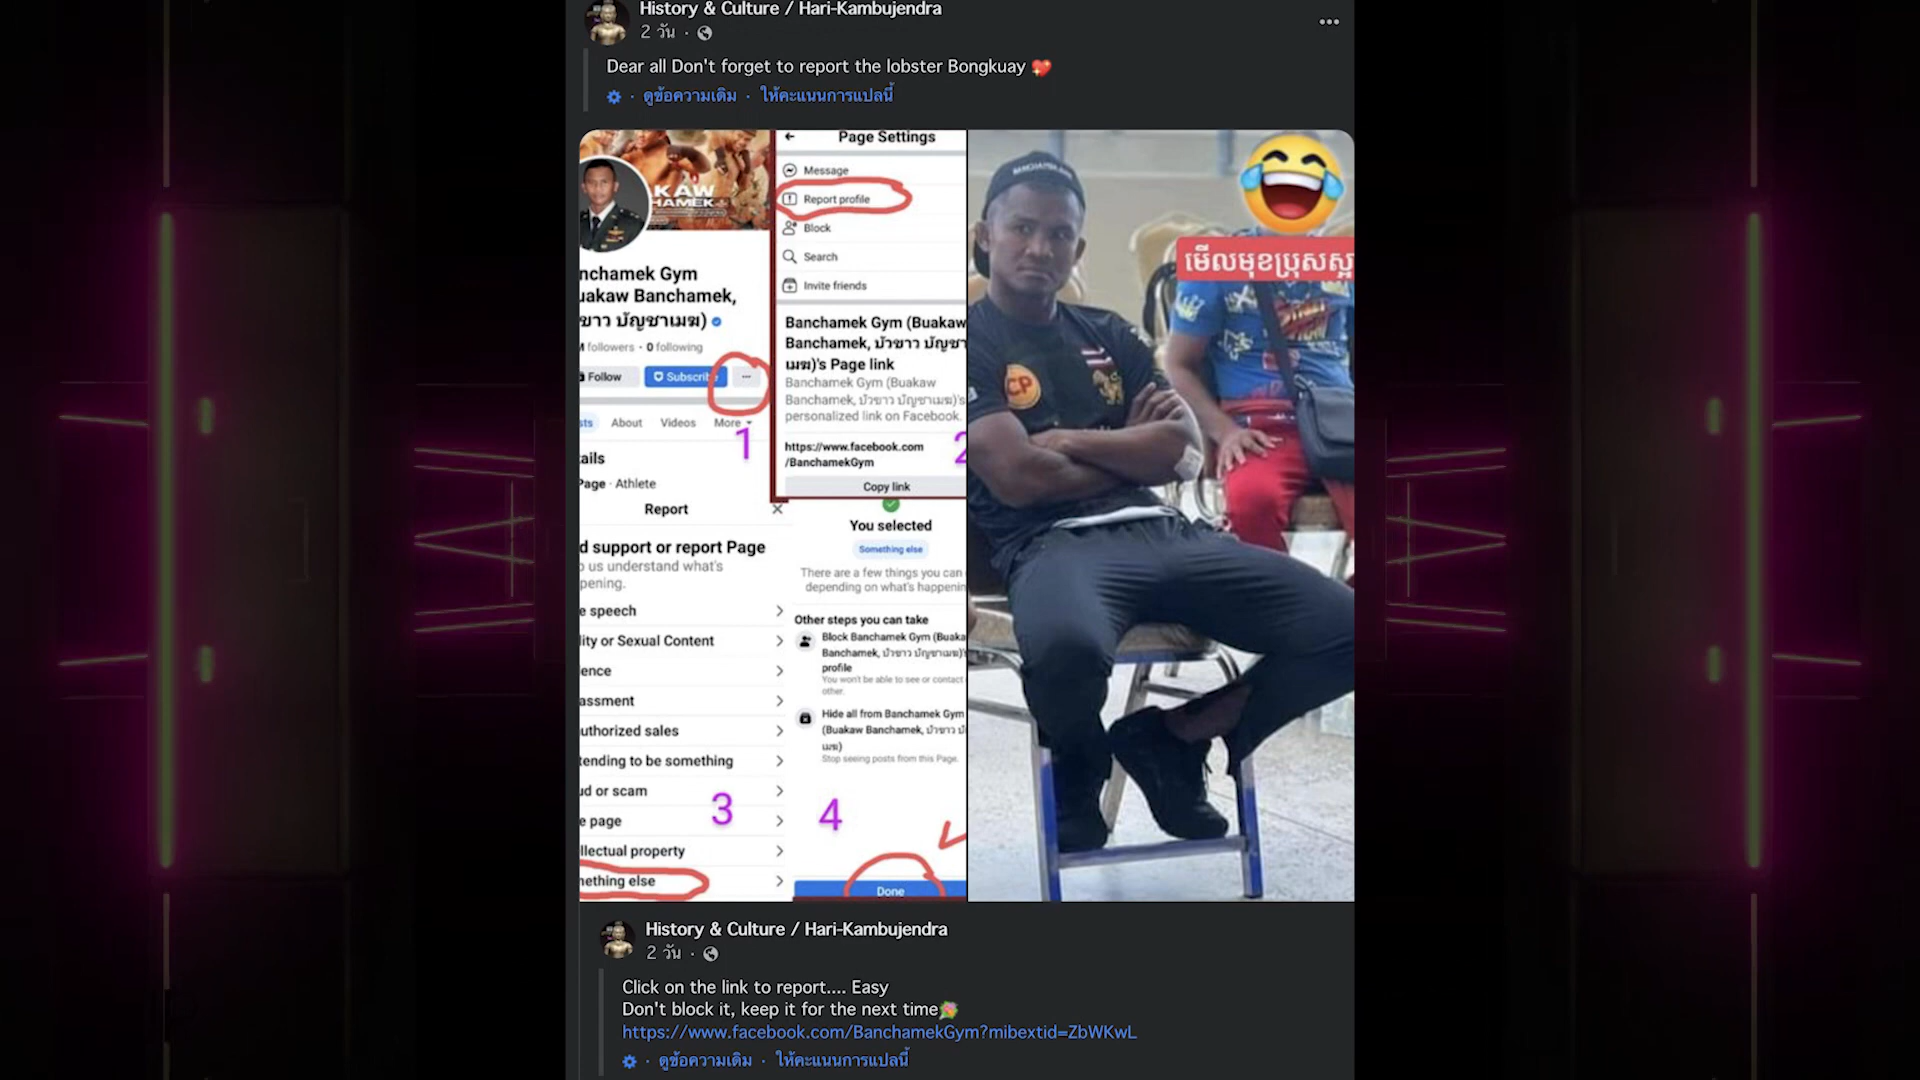 History & Culture / Hari-Kambujendra
2 วัน ·
Dear all Don't forget to report the lobster Bongkuay
· ดูข้อความเดิม · ให้คะแนนการแปลนี้
KAW
HAMEK
nchamek Gym
uakaw Banchamek,
ขาว บัญชาเมฆ)
M followers • 0 following
Follow
Subscribe
...
sts
About
Videos
More
1
ails
Page · Athlete
Page Settings
Message
Report profile
Block
Search
Invite friends
Banchamek Gym (Buakaw
Banchamek, บัวขาว บัญชา
เมฆ)'s Page link
Banchamek Gym (Buakaw
Banchamek, บัวขาว บัญชาเมฆ)'s
personalized link on Facebook.
https://www.facebook.com
/BanchamekGym
2
Copy link
Report
d support or report Page
o us understand what's
pening.
e speech
lity or Sexual Content
ence
assment
uthorized sales
tending to be something
ud or scam
e page
llectual property
nething else
3
You selected
Something else
There are a few things you can
depending on what's happenin
Other steps you can take
Block Banchamek Gym (Buaka
Banchamek, บัวขาว บัญชาเมฆ)'s
profile
You won't be able to see or contact
other.
Hide all from Banchamek Gym
(Buakaw Banchamek, บัวขาว บั
เมฆ)
Stop seeing posts from this Page.
4
Done
CP
មើលមុខប្រុសស្អ
History & Culture / Hari-Kambujendra
2 วัน ·
Click on the link to report.... Easy
Don't block it, keep it for the next time
https://www.facebook.com/BanchamekGym?mibextid=ZbWKwL
· ดูข้อความเดิม · ให้คะแนนการแปลนี้